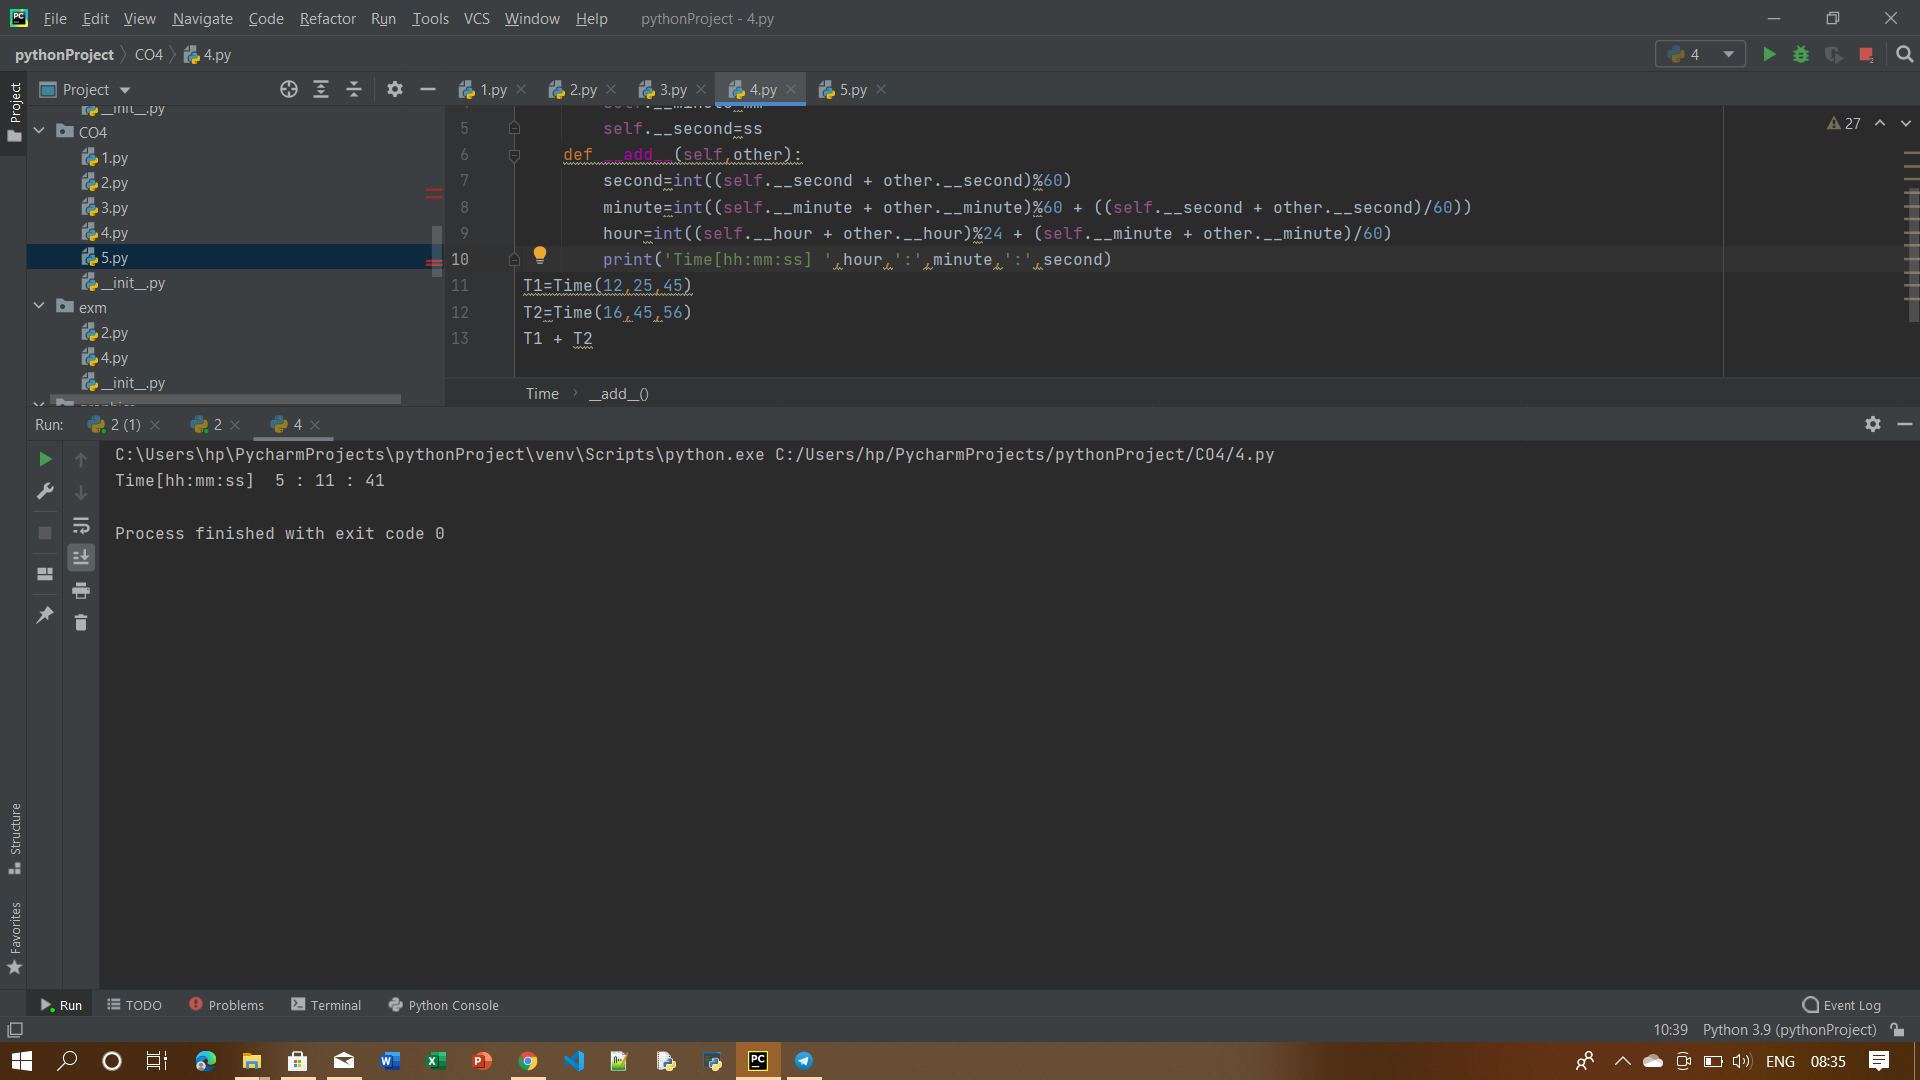 File Edit View Navigate Code Refactor Run Tools VCS Window Help pythonProject - 4.py
pythonProject CO4 4.py
4
Project
Project
1.py 2.py 3.py 4.py 5.py
__init__.py
CO4
1.py
2.py
3.py
4.py
5.py
__init__.py
exm
2.py
4.py
__init__.py
27
5 self.__second=ss
6 def __add__(self,other):
7 second=int((self.__second + other.__second)%60)
8 minute=int((self.__minute + other.__minute)%60 + ((self.__second + other.__second)/60))
9 hour=int((self.__hour + other.__hour)%24 + (self.__minute + other.__minute)/60)
10 print('Time[hh:mm:ss] ',hour,':',minute,':',second)
11 T1=Time(12,25,45)
12 T2=Time(16,45,56)
13 T1 + T2
Time __add__()
Run: 2 (1) 2 4
C:\Users\hp\PycharmProjects\pythonProject\venv\Scripts\python.exe C:/Users/hp/PycharmProjects/pythonProject/CO4/4.py
Time[hh:mm:ss]  5 : 11 : 41
Process finished with exit code 0
Structure
Favorites
Run TODO Problems Terminal Python Console Event Log
10:39 Python 3.9 (pythonProject)
ENG 08:35